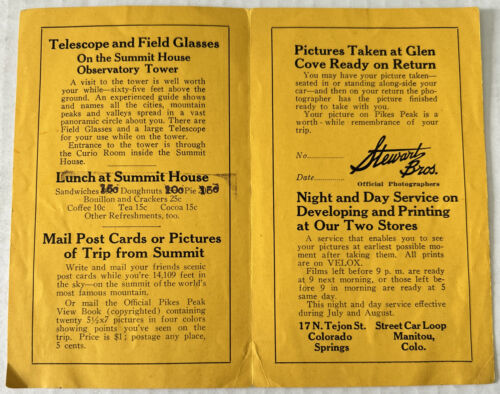 Telescope and Field Glasses
On the Summit House
Observatory Tower
A visit to the tower is well worth
your while—sixty-five feet above the
ground. An experienced guide shows
and names all the cities, mountain
peaks and valleys spread in a vast
panoramic circle about you. There are
Field Glasses and a large Telescope
for your use while on tower.
Entrance to the tower is through
the Curio Room inside the Summit
House.
Lunch at Summit House
Sandwiches 15c Doughnuts 10c Pie 15c
Bouillon and Crackers 25c
Coffee 10c Tea 15c Cocoa 15c
Other Refreshments, too.
Mail Post Cards or Pictures
of Trip from Summit
Write and mail your friends scenic
post cards while you're 14,109 feet in
the sky—on the summit of the world's
most famous mountain.
Or mail the Official Pikes Peak
View Book (copyrighted) containing
twenty 5½x7 pictures in four colors
showing points you've seen on the
trip. Price is $1; postage any place,
5 cents.
Pictures Taken at Glen
Cove Ready on Return
You may have your picture taken—
seated in or standing along-side your
car—and then on your return the pho-
tographer has the picture finished
ready to take with you.
Your picture on Pikes Peak is a
worth-while remembrance of your
trip.
No.
Date
Stewart
Bros.
Official Photographers
Night and Day Service on
Developing and Printing
at Our Two Stores
A service that enables you to see
your pictures at earliest possible mo-
ment after taking them. All prints
are on VELOX.
Films left before 9 p. m. are ready
at 9 next morning, or those left be-
fore 9 in morning are ready at 5
same day.
This night and day service effective
during July and August.
17 N. Tejon St.
Colorado
Springs
Street Car Loop
Manitou,
Colo.